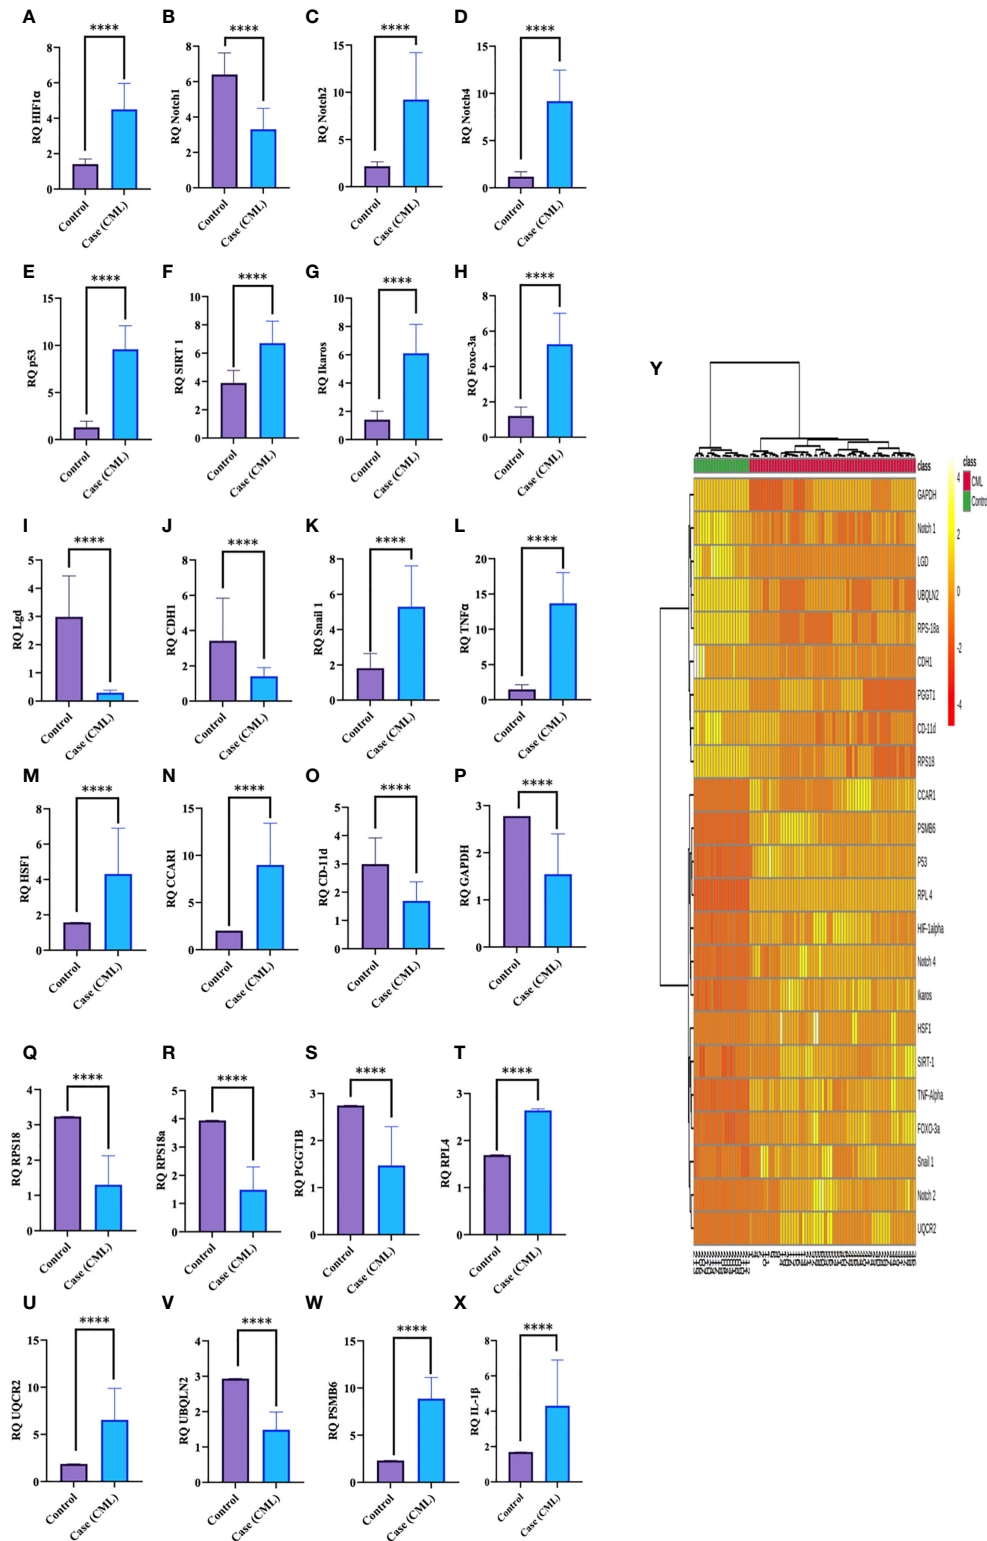 A
B
C
D
****
****
****
****
RQ HIF1α
8
6
4
2
0
Control
Case (CML)
RQ Notch1
8
6
4
2
0
Control
Case (CML)
RQ Notch2
15
10
5
0
Control
Case (CML)
RQ Notch4
15
10
5
0
Control
Case (CML)
E
F
G
H
****
****
****
****
RQ p53
15
10
5
0
Control
Case (CML)
RQ SIRT 1
10
8
6
4
2
0
Control
Case (CML)
RQ Ikaros
8
6
4
2
0
Control
Case (CML)
RQ Foxo-3a
8
6
4
2
0
Control
Case (CML)
I
J
K
L
****
****
****
****
RQ Lgd
5
4
3
2
1
0
Control
Case (CML)
RQ CDH1
8
6
4
2
0
Control
Case (CML)
RQ Snail 1
8
6
4
2
0
Control
Case (CML)
RQ TNFα
20
15
10
5
0
Control
Case (CML)
M
N
O
P
****
****
****
****
RQ HSF1
8
6
4
2
0
Control
Case (CML)
RQ CCAR1
15
10
5
0
Control
Case (CML)
RQ CD-11d
5
4
3
2
1
0
Control
Case (CML)
RQ GAPDH
3
2
1
0
Control
Case (CML)
Q
R
S
T
****
****
****
****
RQ RPS18
4
3
2
1
0
Control
Case (CML)
RQ RPS18a
5
4
3
2
1
0
Control
Case (CML)
RQ PGGT1B
3
2
1
0
Control
Case (CML)
RQ RPL4
3
2
1
0
Control
Case (CML)
U
V
W
X
****
****
****
****
RQ UQCR2
15
10
5
0
Control
Case (CML)
RQ UBQLN2
4
3
2
1
0
Control
Case (CML)
RQ PSMB6
15
10
5
0
Control
Case (CML)
RQ IL-1β
8
6
4
2
0
Control
Case (CML)
Y
class
GAPDH
Notch 1
LGD
UBQLN2
RPS-18a
CDH1
PGGT1
CD-11d
RPS18
CCAR1
PSMB6
P53
RPL 4
HIF-1alpha
Notch 4
Ikaros
HSF1
SIRT-1
TNF-Alpha
FOXO-3a
Snail 1
Notch 2
UQCR2
4
2
0
-2
-4
class
CML
Contro